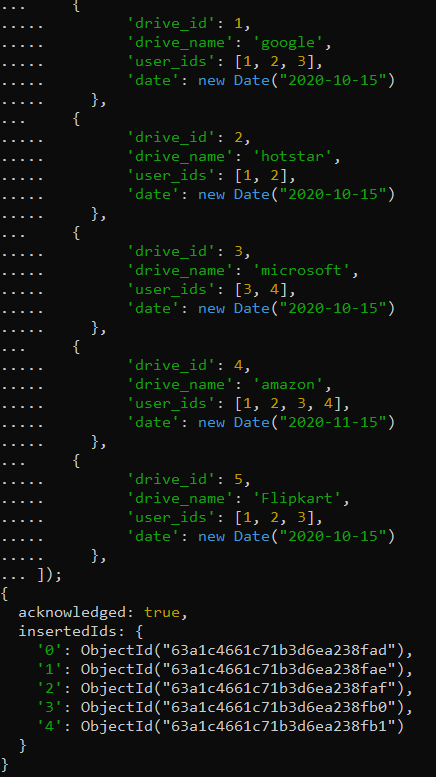 ...      {
.....          'drive_id': 1,
.....          'drive_name': 'google',
.....          'user_ids': [1, 2, 3],
.....          'date': new Date("2020-10-15")
.....      },
...      {
.....          'drive_id': 2,
.....          'drive_name': 'hotstar',
.....          'user_ids': [1, 2],
.....          'date': new Date("2020-10-15")
.....      },
...      {
.....          'drive_id': 3,
.....          'drive_name': 'microsoft',
.....          'user_ids': [3, 4],
.....          'date': new Date("2020-10-15")
.....      },
...      {
.....          'drive_id': 4,
.....          'drive_name': 'amazon',
.....          'user_ids': [1, 2, 3, 4],
.....          'date': new Date("2020-11-15")
.....      },
...      {
.....          'drive_id': 5,
.....          'drive_name': 'Flipkart',
.....          'user_ids': [1, 2, 3],
.....          'date': new Date("2020-10-15")
.....      },
... ]);
{
  acknowledged: true,
  insertedIds: {
    '0': ObjectId("63a1c4661c71b3d6ea238fad"),
    '1': ObjectId("63a1c4661c71b3d6ea238fae"),
    '2': ObjectId("63a1c4661c71b3d6ea238faf"),
    '3': ObjectId("63a1c4661c71b3d6ea238fb0"),
    '4': ObjectId("63a1c4661c71b3d6ea238fb1")
  }
}